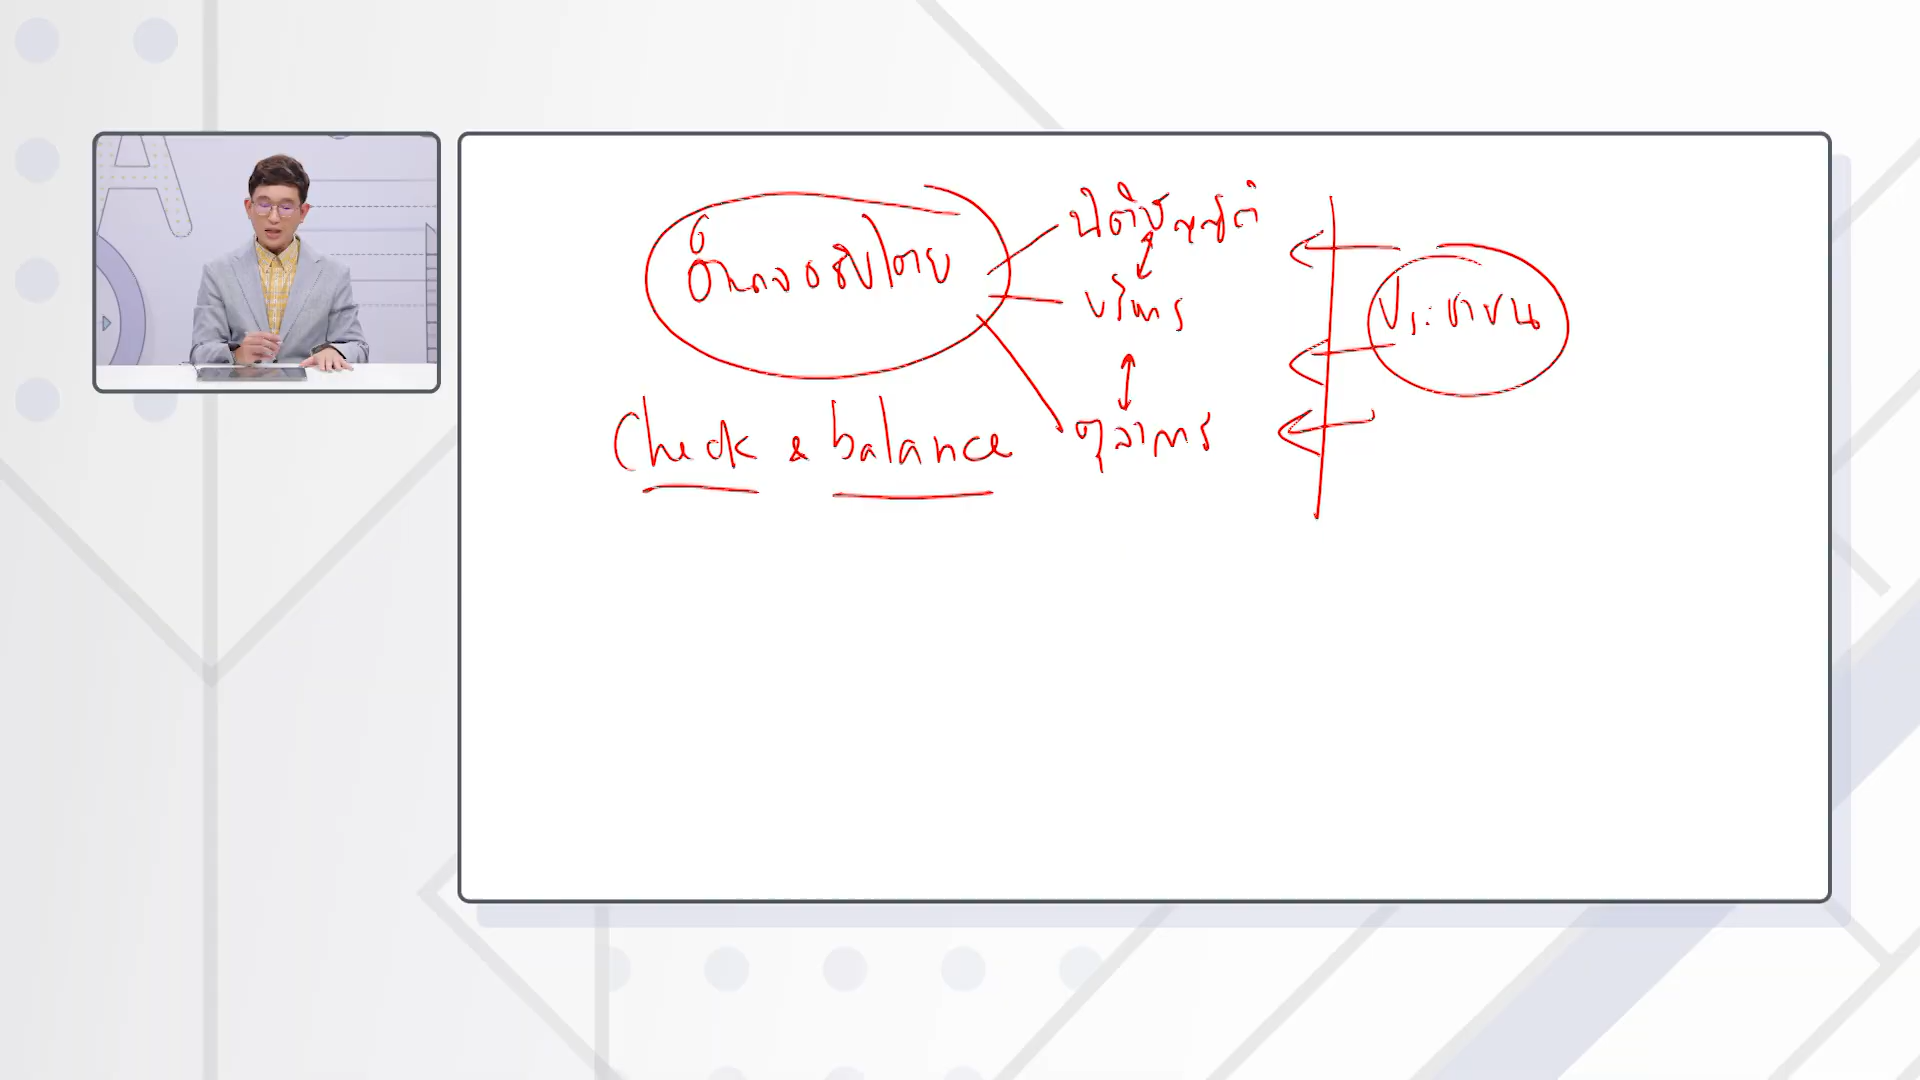 อำนาจอธิปไตย
นิติบัญญัติ
บริหาร
ตุลาการ
ประชาชน
Check & balance
A